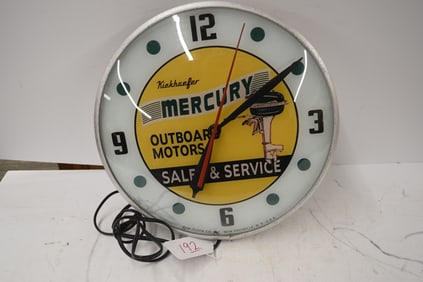 12
Kiekhaefer
MERCURY
OUTBOARD
MOTORS
9
3
SALES & SERVICE
6
192